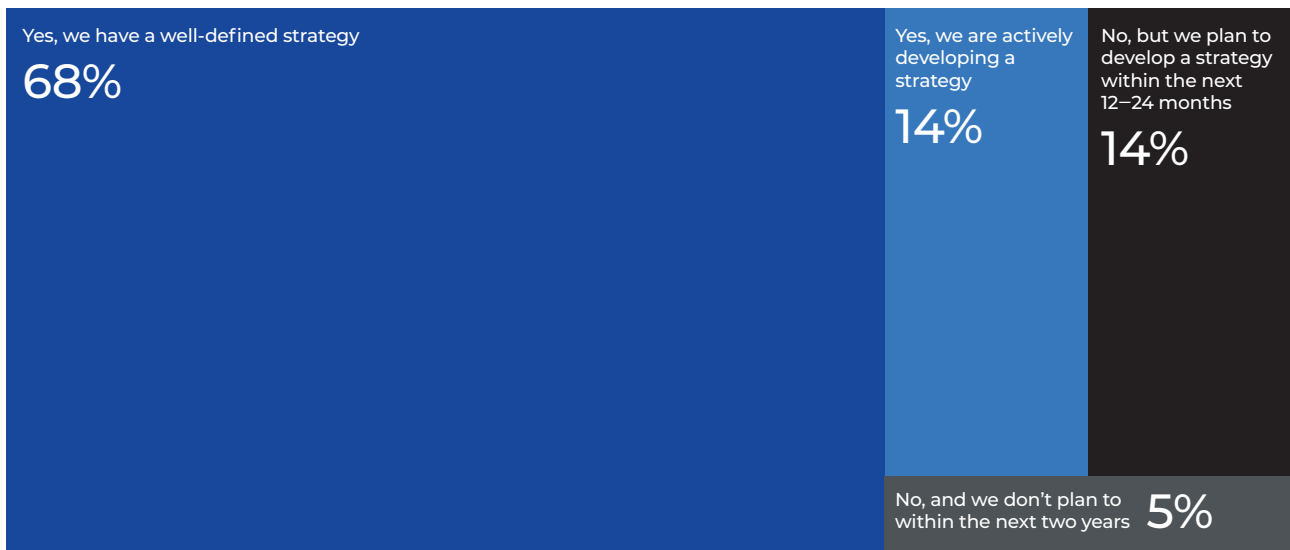 Yes, we have a well-defined strategy
68%
Yes, we are actively
developing a
strategy
14%
No, but we plan to
develop a strategy
within the next
12–24 months
14%
No, and we don’t plan to
within the next two years
5%